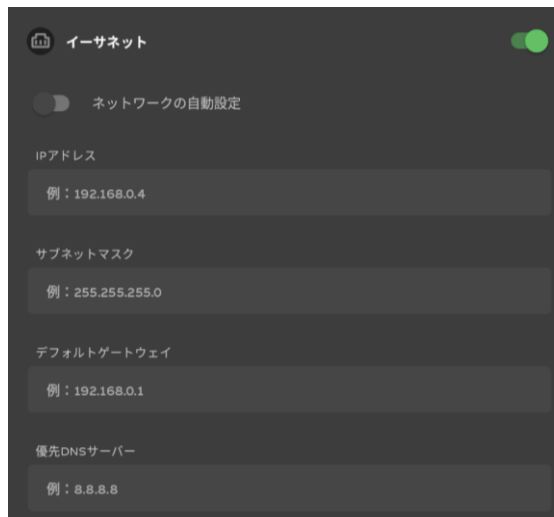 イーサネット
ネットワークの自動設定
IPアドレス
例：192.168.0.4
サブネットマスク
例：255.255.255.0
デフォルトゲートウェイ
例：192.168.0.1
優先DNSサーバー
例：8.8.8.8